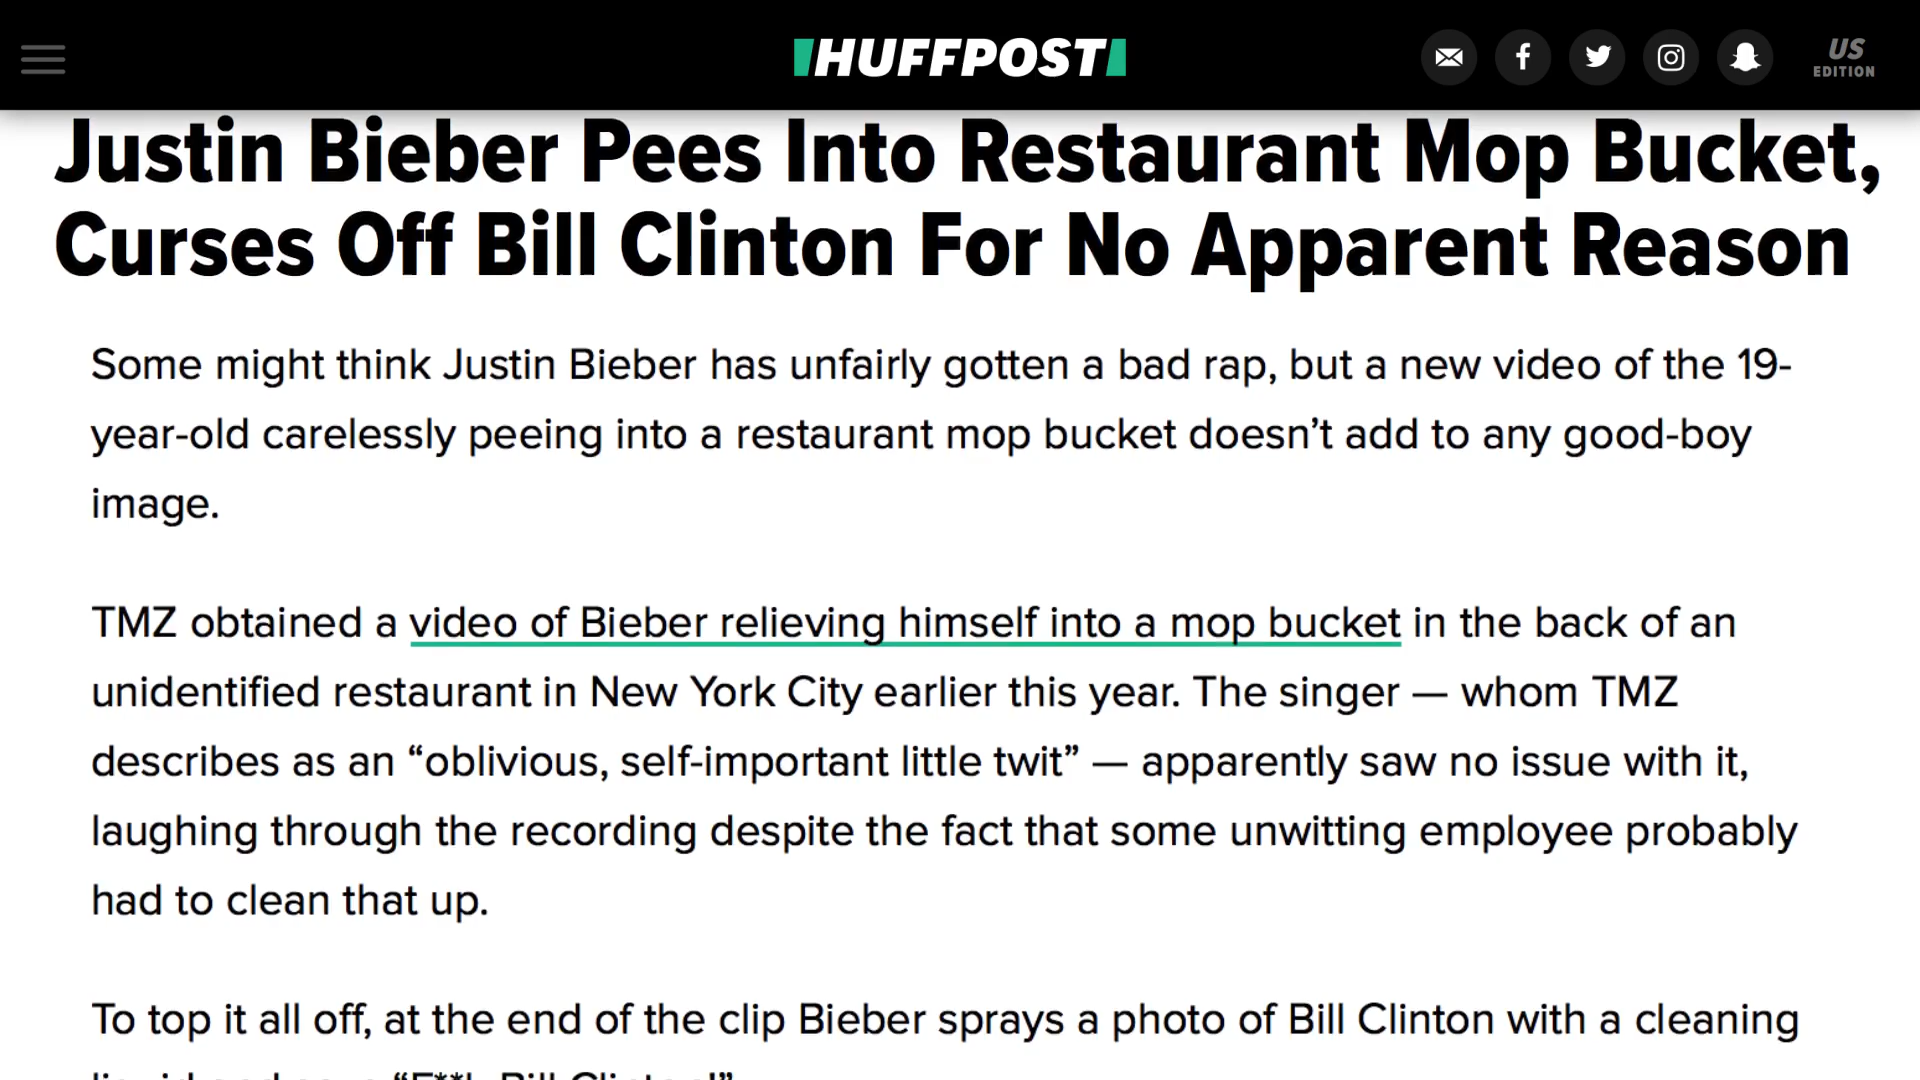 HUFFPOST
US
EDITION
Justin Bieber Pees Into Restaurant Mop Bucket,
Curses Off Bill Clinton For No Apparent Reason
Some might think Justin Bieber has unfairly gotten a bad rap, but a new video of the 19-
year-old carelessly peeing into a restaurant mop bucket doesn’t add to any good-boy
image.
TMZ obtained a video of Bieber relieving himself into a mop bucket in the back of an
unidentified restaurant in New York City earlier this year. The singer — whom TMZ
describes as an “oblivious, self-important little twit” — apparently saw no issue with it,
laughing through the recording despite the fact that some unwitting employee probably
had to clean that up.
To top it all off, at the end of the clip Bieber sprays a photo of Bill Clinton with a cleaning
liquid and “F**k Bill Clinton!”